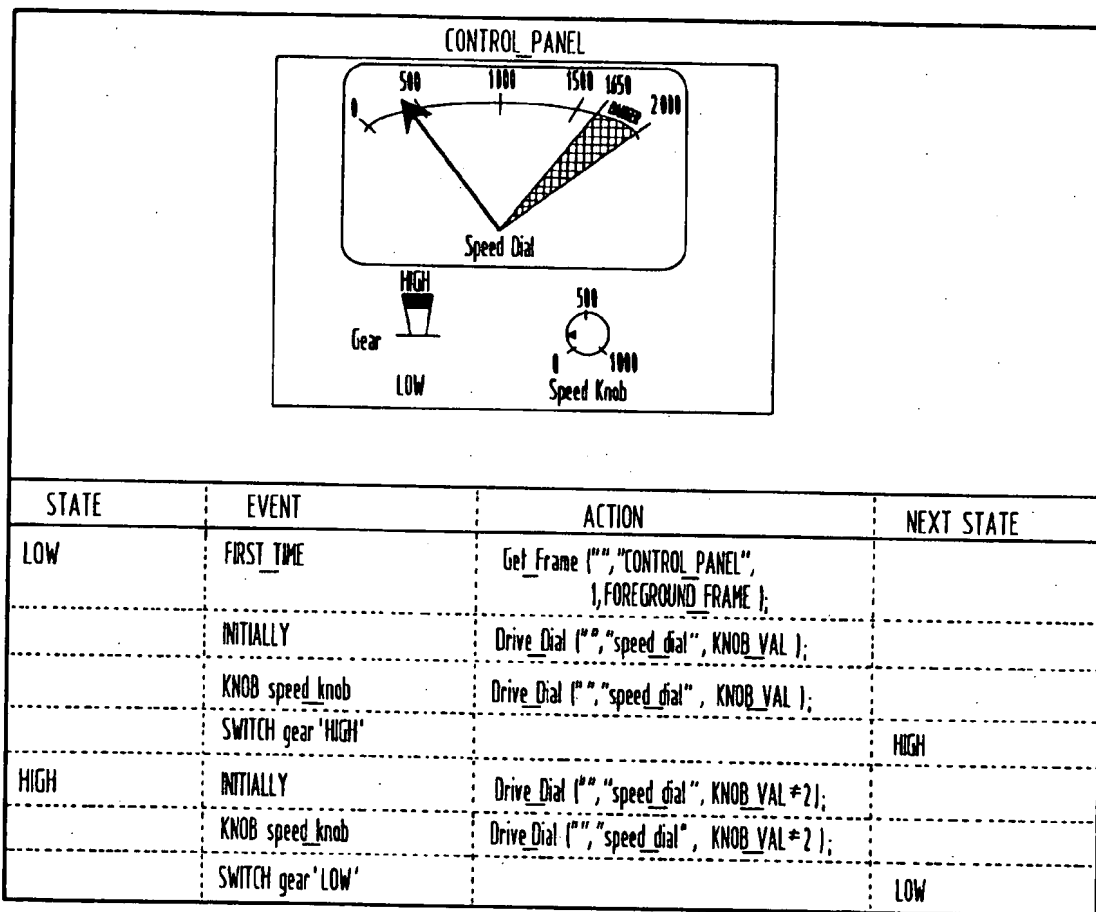 CONTROL_PANEL
0 500 1000 1500 1650 2000
DANGER
Speed Dial
HIGH
Gear
LOW
500
0 1000
Speed Knob
STATE EVENT ACTION NEXT STATE
LOW FIRST_TIME Get_Frame ("","CONTROL_PANEL",
1,FOREGROUND_FRAME );
INITIALLY Drive_Dial ("","speed_dial", KNOB_VAL );
KNOB speed_knob Drive_Dial ("","speed_dial" , KNOB_VAL );
SWITCH gear 'HIGH' HIGH
HIGH INITIALLY Drive_Dial ("","speed_dial", KNOB_VAL *2);
KNOB speed_knob Drive_Dial ("","speed_dial" , KNOB_VAL *2 );
SWITCH gear 'LOW' LOW